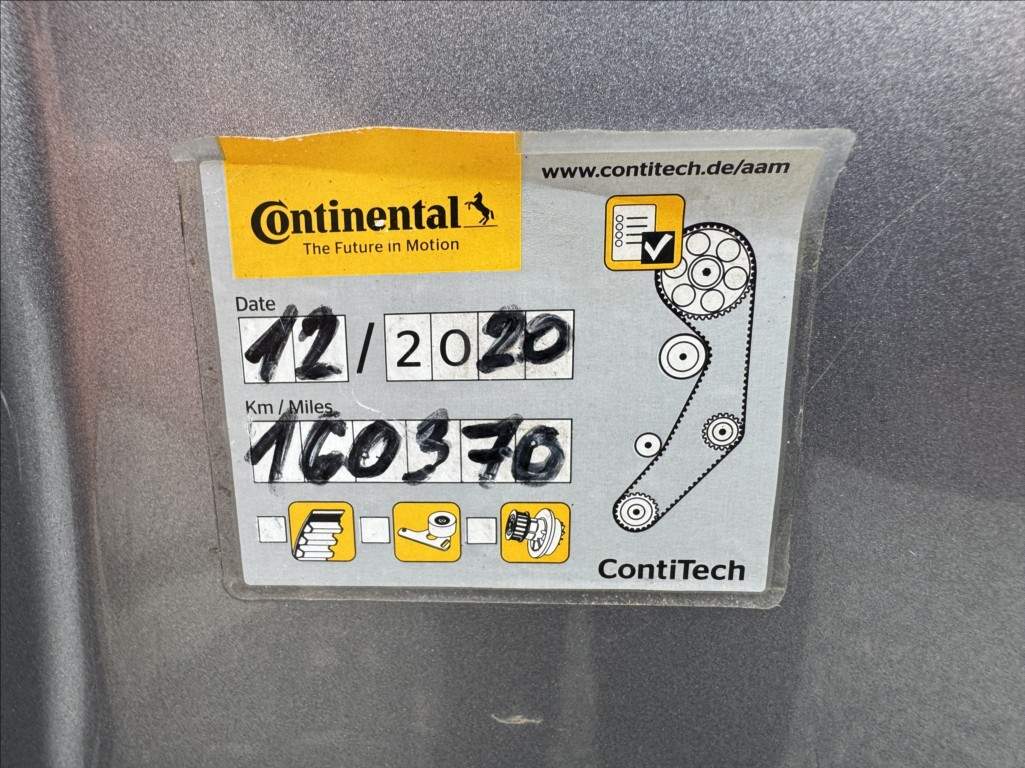 www.contitech.de/aam
Continental
The Future in Motion
Date
12/2020
Km / Miles
160370
ContiTech